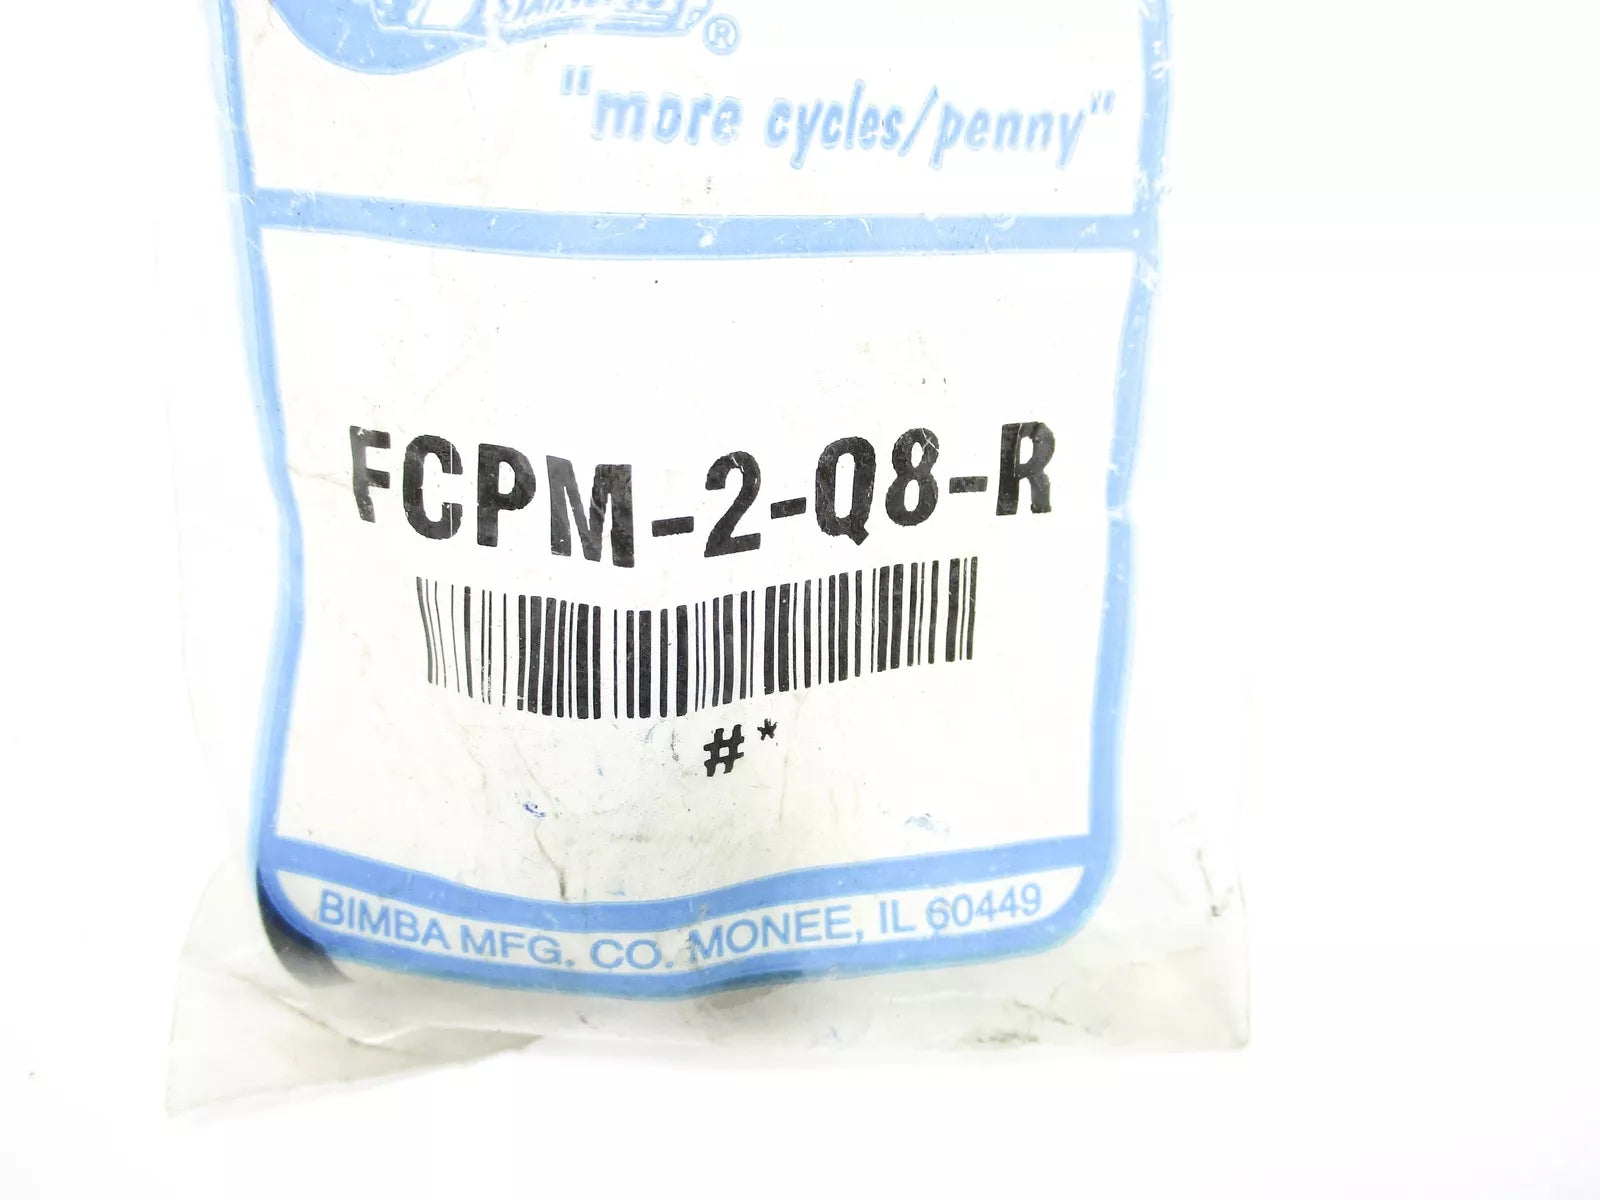 ®
"more cycles/penny"
FCPM-2-Q8-R
#*
BIMBA MFG. CO. MONEE, IL 60449